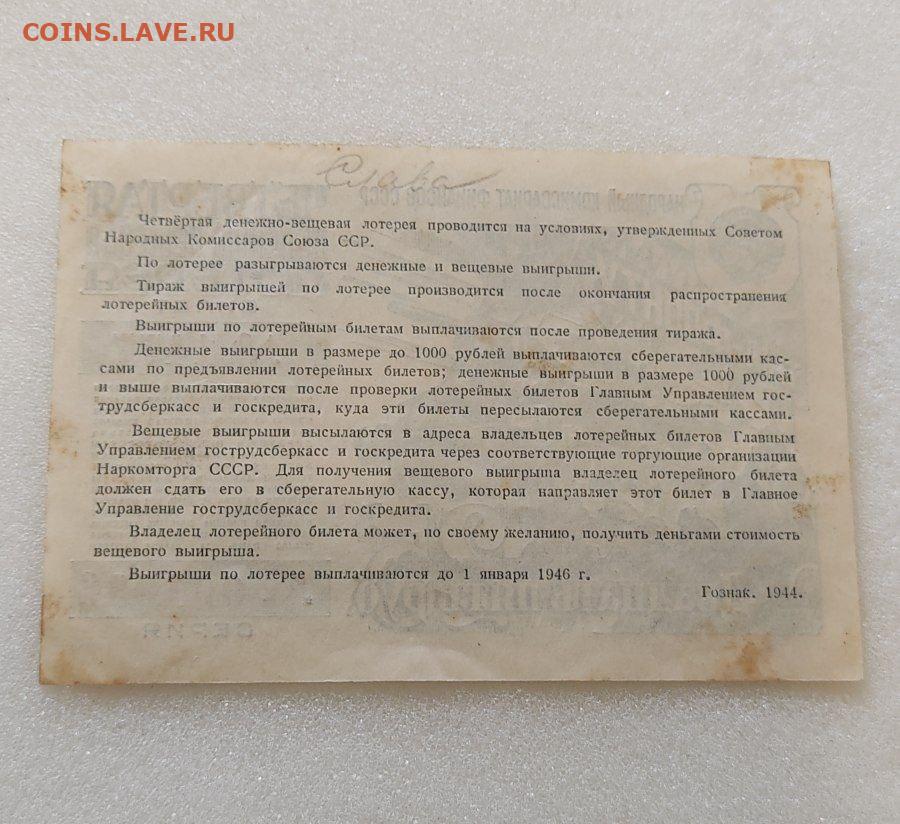 COINS.LAVE.RU
Слава
НАРОДНЫЙ КОМИССАРИАТ ФИНАНСОВ СССР
ЧЕТВЕРТАЯ
Четвёртая денежно-вещевая лотерея проводится на условиях, утвержденных Советом
Народных Комиссаров Союза ССР.
По лотерее разыгрываются денежные и вещевые выигрыши.
Тираж выигрышей по лотерее производится после окончания распространения
лотерейных билетов.
Выигрыши по лотерейным билетам выплачиваются после проведения тиража.
Денежные выигрыши в размере до 1000 рублей выплачиваются сберегательными кас-
сами по предъявлении лотерейных билетов; денежные выигрыши в размере 1000 рублей
и выше выплачиваются после проверки лотерейных билетов Главным Управлением гос-
трудсберкасс и госкредита, куда эти билеты пересылаются сберегательными кассами.
Вещевые выигрыши высылаются в адреса владельцев лотерейных билетов Главным
Управлением гострудсберкасс и госкредита через соответствующие торгующие организации
Наркомторга СССР. Для получения вещевого выигрыша владелец лотерейного билета
должен сдать его в сберегательную кассу, которая направляет этот билет в Главное
Управление гострудсберкасс и госкредита.
Владелец лотерейного билета может, по своему желанию, получить деньгами стоимость
вещевого выигрыша.
Выигрыши по лотерее выплачиваются до 1 января 1946 г.
Гознак. 1944.
СЕРИЯ